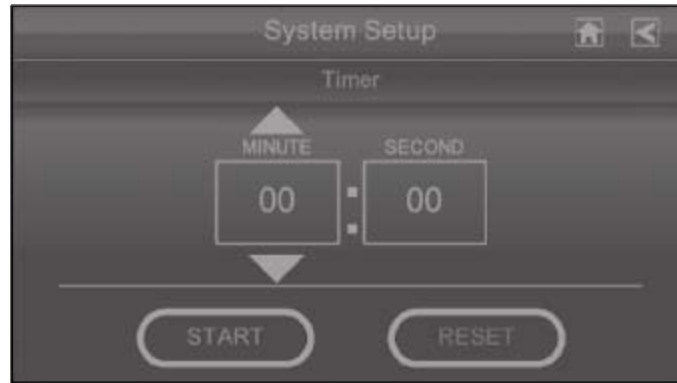 System Setup
Timer
MINUTE SECOND
00 : 00
START RESET